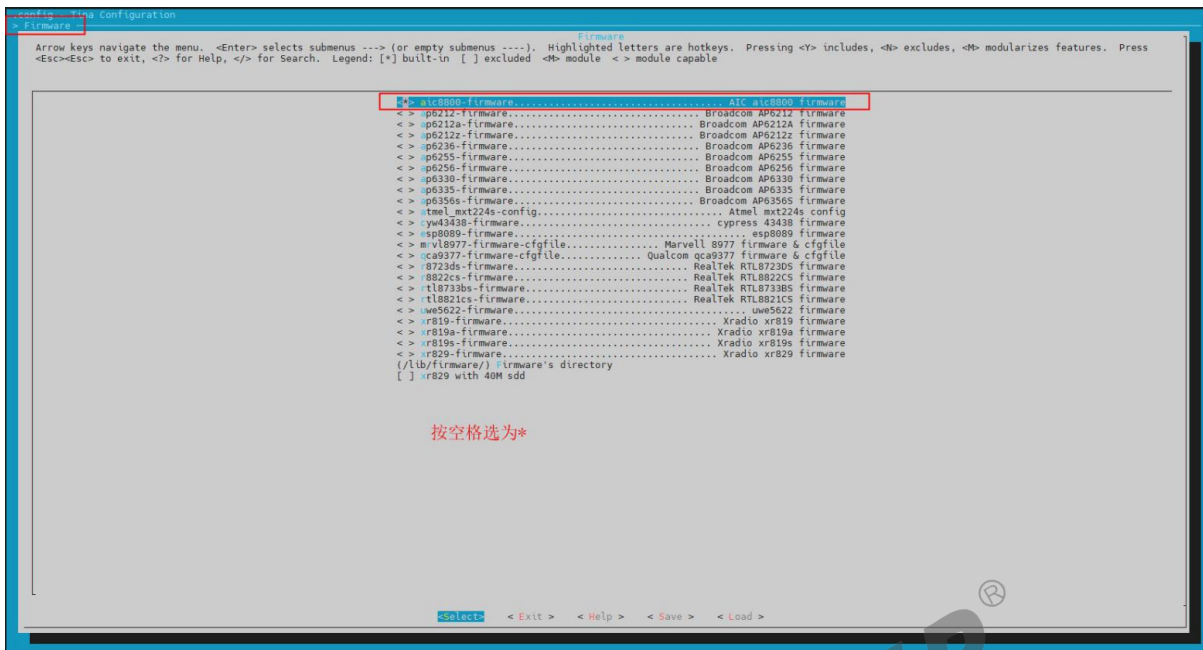 .config - Tina Configuration
> Firmware
Firmware
Arrow keys navigate the menu. <Enter> selects submenus ---> (or empty submenus ----). Highlighted letters are hotkeys. Pressing <Y> includes, <N> excludes, <M> modularizes features. Press
<Esc><Esc> to exit, <?> for Help, </> for Search. Legend: [*] built-in [ ] excluded <M> module < > module capable
<*> aic8800-firmware................................... AIC aic8800 firmware
< > ap6212-firmware................................ Broadcom AP6212 firmware
< > ap6212a-firmware.............................. Broadcom AP6212A firmware
< > ap6212z-firmware.............................. Broadcom AP6212z firmware
< > ap6236-firmware................................ Broadcom AP6236 firmware
< > ap6255-firmware................................ Broadcom AP6255 firmware
< > ap6256-firmware................................ Broadcom AP6256 firmware
< > ap6330-firmware................................ Broadcom AP6330 firmware
< > ap6335-firmware................................ Broadcom AP6335 firmware
< > ap6356s-firmware.............................. Broadcom AP6356S firmware
< > atmel_mxt224s-config............................... Atmel mxt224s config
< > cyw43438-firmware................................ cypress 43438 firmware
< > esp8089-firmware....................................... esp8089 firmware
< > mrvl8977-firmware-cfgfile................ Marvell 8977 firmware & cfgfile
< > qca9377-firmware-cfgfile.............. Qualcom qca9377 firmware & cfgfile
< > r8723ds-firmware............................. RealTek RTL8723DS firmware
< > r8822cs-firmware............................. RealTek RTL8822CS firmware
< > rtl8733bs-firmware........................... RealTek RTL8733BS firmware
< > rtl8821cs-firmware........................... RealTek RTL8821CS firmware
< > uwe5622-firmware....................................... uwe5622 firmware
< > xr819-firmware.................................... Xradio xr819 firmware
< > xr819a-firmware.................................. Xradio xr819a firmware
< > xr819s-firmware.................................. Xradio xr819s firmware
< > xr829-firmware.................................... Xradio xr829 firmware
(/lib/firmware/) Firmware's directory
[ ] xr829 with 40M sdd
按空格选为*
<Select> < Exit > < Help > < Save > < Load >
®